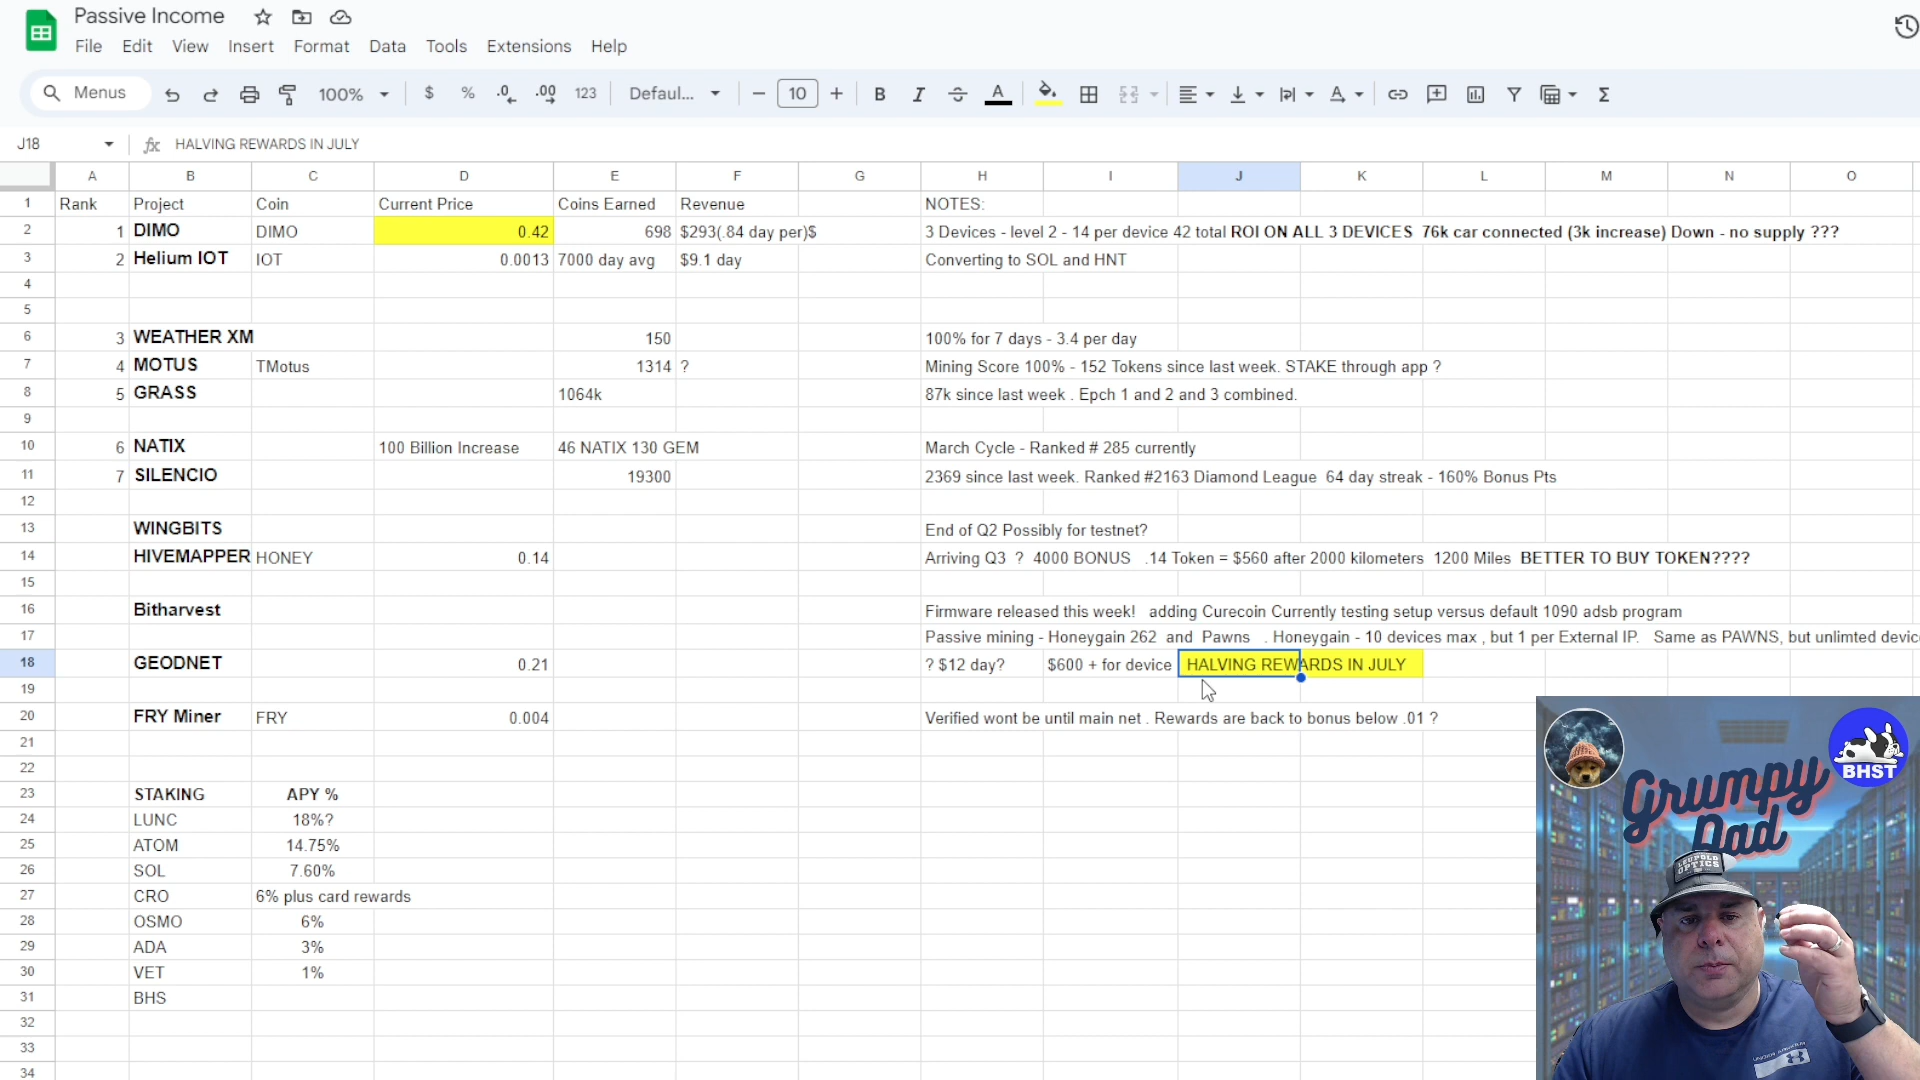 Passive Income
File Edit View Insert Format Data Tools Extensions Help
Menus 100% $ % .0 .00 123 Defaul... 10 B I A
J18 fx HALVING REWARDS IN JULY
A B C D E F G H I J K L M N O
1 Rank Project Coin Current Price Coins Earned Revenue NOTES:
2 1 DIMO DIMO 0.42 698 $293(.84 day per)$ 3 Devices - level 2 - 14 per device 42 total ROI ON ALL 3 DEVICES 76k car connected (3k increase) Down - no supply ???
3 2 Helium IOT IOT 0.0013 7000 day avg $9.1 day Converting to SOL and HNT
4
5
6 3 WEATHER XM 150 100% for 7 days - 3.4 per day
7 4 MOTUS TMotus 1314 ? Mining Score 100% - 152 Tokens since last week. STAKE through app ?
8 5 GRASS 1064k 87k since last week . Epch 1 and 2 and 3 combined.
9
10 6 NATIX 100 Billion Increase 46 NATIX 130 GEM March Cycle - Ranked # 285 currently
11 7 SILENCIO 19300 2369 since last week. Ranked #2163 Diamond League 64 day streak - 160% Bonus Pts
12
13 WINGBITS End of Q2 Possibly for testnet?
14 HIVEMAPPER HONEY 0.14 Arriving Q3 ? 4000 BONUS .14 Token = $560 after 2000 kilometers 1200 Miles BETTER TO BUY TOKEN????
15
16 Bitharvest Firmware released this week! adding Curecoin Currently testing setup versus default 1090 adsb program
17 Passive mining - Honeygain 262 and Pawns . Honeygain - 10 devices max , but 1 per External IP. Same as PAWNS, but unlimted devic
18 GEODNET 0.21 ? $12 day? $600 + for device HALVING REWARDS IN JULY
19
20 FRY Miner FRY 0.004 Verified wont be until main net . Rewards are back to bonus below .01 ?
21
22
23 STAKING APY %
24 LUNC 18%?
25 ATOM 14.75%
26 SOL 7.60%
27 CRO 6% plus card rewards
28 OSMO 6%
29 ADA 3%
30 VET 1%
31 BHS
32
33
34
BHST
Grumpy
Dad
LEUPOLD
OPTICS
UNDER ARMOUR